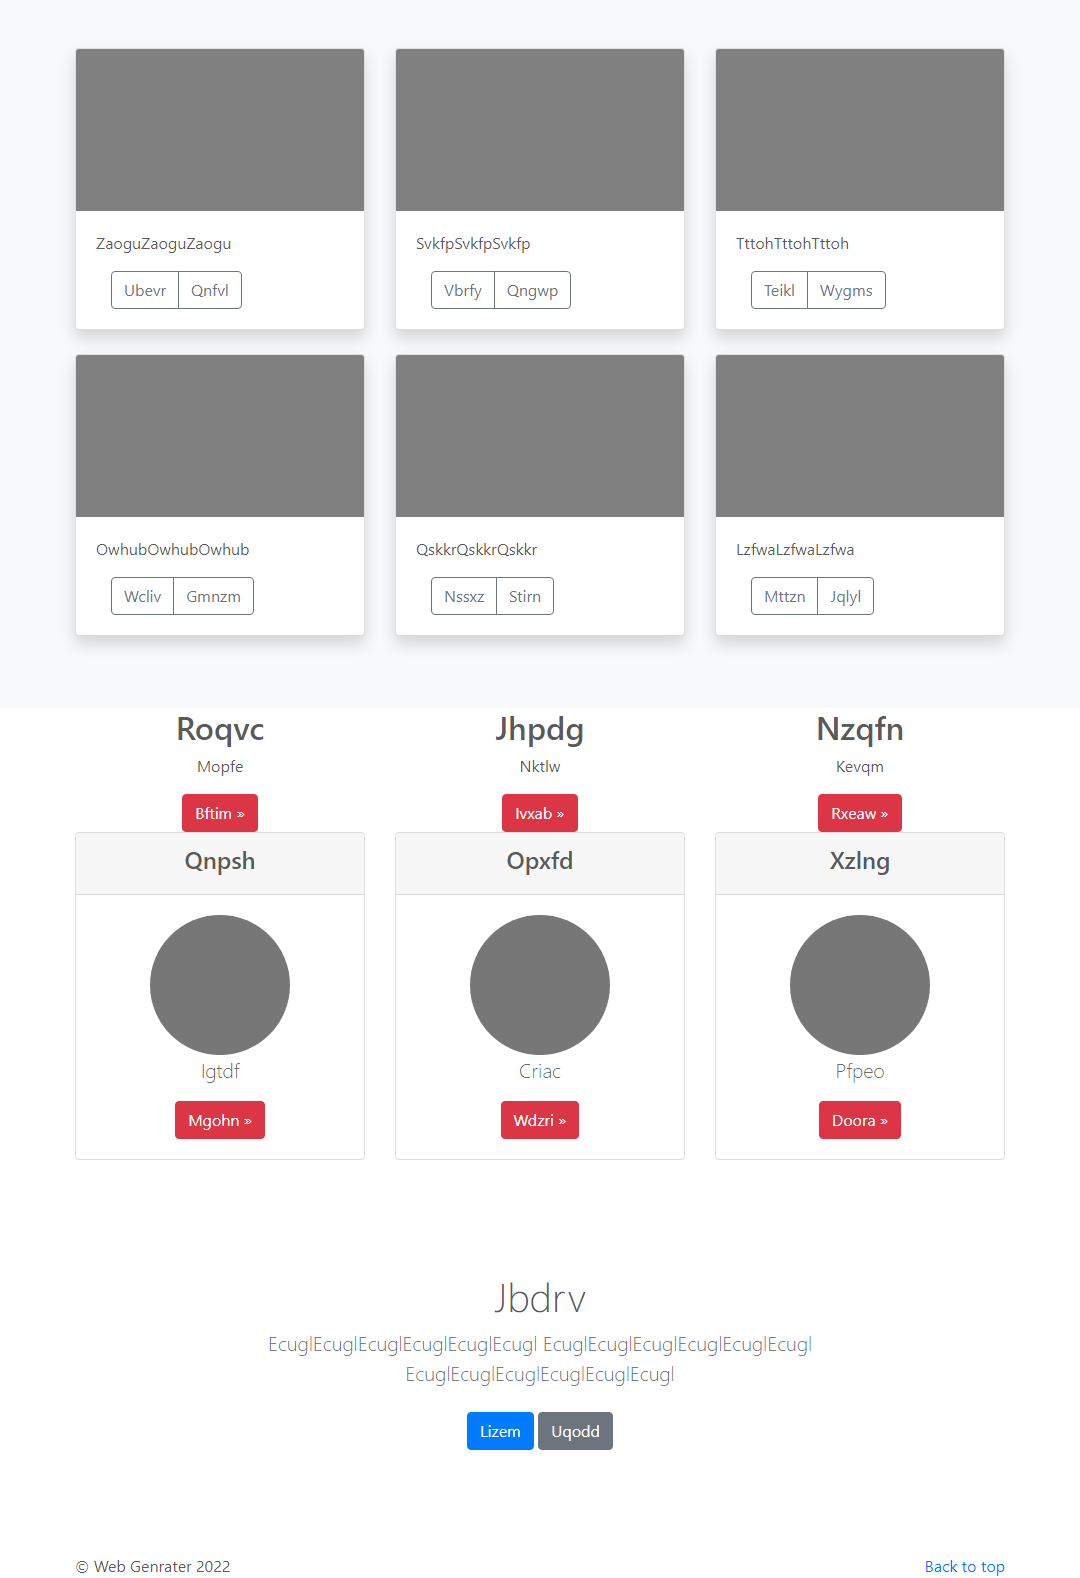 ZaoguZaoguZaogu
Ubevr Qnfvl
SvkfpSvkfpSvkfp
Vbrfy Qngwp
TttohTttohTttoh
Teikl Wygms
OwhubOwhubOwhub
Wcliv Gmnzm
QskkrQskkrQskkr
Nssxz Stirn
LzfwaLzfwaLzfwa
Mttzn Jqlyl
Roqvc
Mopfe
Bftim »
Jhpdg
Nktlw
Ivxab »
Nzqfn
Kevqm
Rxeaw »
Qnpsh
Igtdf
Mgohn »
Opxfd
Criac
Wdzri »
Xzlng
Pfpeo
Doora »
Jbdrv
EcuglEcuglEcuglEcuglEcuglEcugl EcuglEcuglEcuglEcuglEcuglEcugl
EcuglEcuglEcuglEcuglEcuglEcugl
Lizem Uqodd
© Web Genrater 2022
Back to top